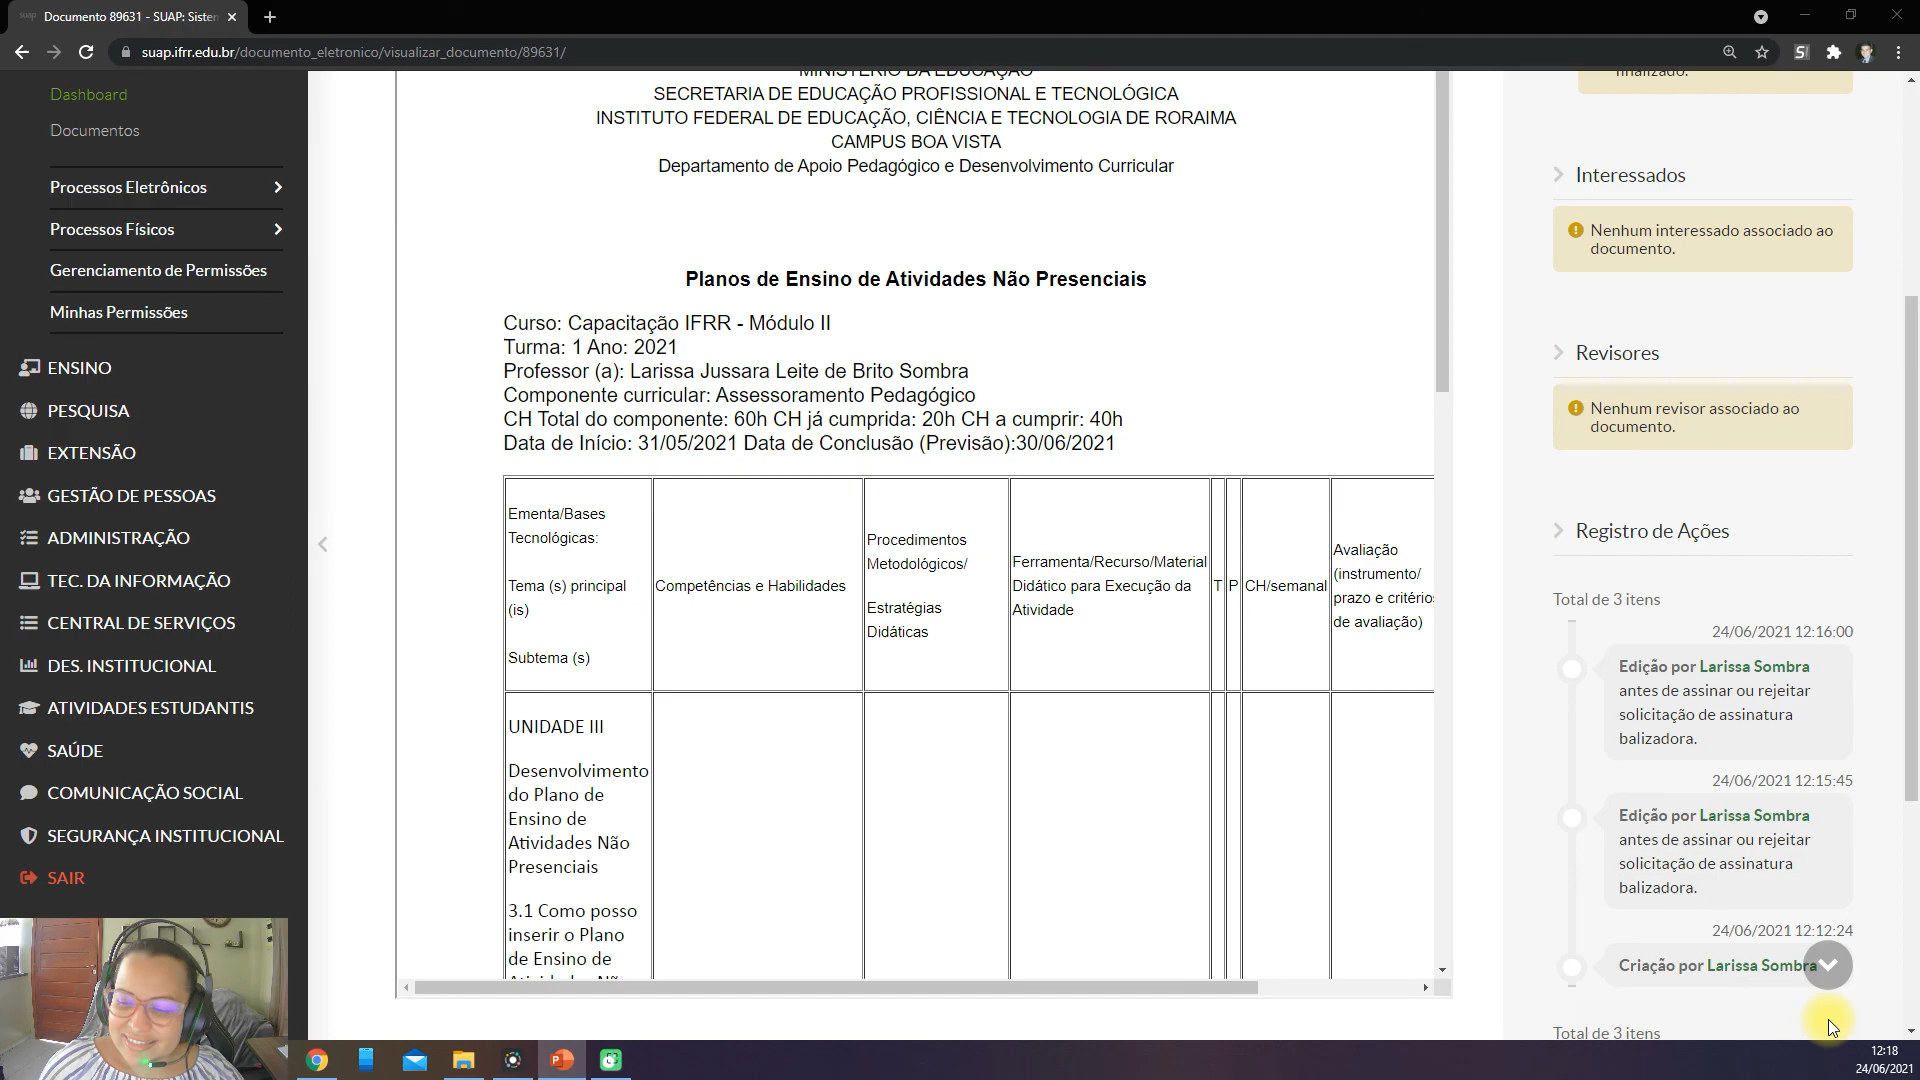 Documento 89631 - SUAP: Sister
suap.ifrr.edu.br/documento_eletronico/visualizar_documento/89631/
Dashboard
Documentos
Processos Eletrônicos
Processos Físicos
Gerenciamento de Permissões
Minhas Permissões
ENSINO
PESQUISA
EXTENSÃO
GESTÃO DE PESSOAS
ADMINISTRAÇÃO
TEC. DA INFORMAÇÃO
CENTRAL DE SERVIÇOS
DES. INSTITUCIONAL
ATIVIDADES ESTUDANTIS
SAÚDE
COMUNICAÇÃO SOCIAL
SEGURANÇA INSTITUCIONAL
SAIR
MINISTÉRIO DA EDUCAÇÃO
SECRETARIA DE EDUCAÇÃO PROFISSIONAL E TECNOLÓGICA
INSTITUTO FEDERAL DE EDUCAÇÃO, CIÊNCIA E TECNOLOGIA DE RORAIMA
CAMPUS BOA VISTA
Departamento de Apoio Pedagógico e Desenvolvimento Curricular
Planos de Ensino de Atividades Não Presenciais
Curso: Capacitação IFRR - Módulo II
Turma: 1 Ano: 2021
Professor (a): Larissa Jussara Leite de Brito Sombra
Componente curricular: Assessoramento Pedagógico
CH Total do componente: 60h CH já cumprida: 20h CH a cumprir: 40h
Data de Início: 31/05/2021 Data de Conclusão (Previsão):30/06/2021
Ementa/Bases
Tecnológicas:
Tema (s) principal
(is)
Subtema (s)
Competências e Habilidades
Procedimentos
Metodológicos/
Estratégias
Didáticas
Ferramenta/Recurso/Material
Didático para Execução da
Atividade
T
P
CH/semanal
Avaliação
(instrumento/
prazo e critérios
de avaliação)
UNIDADE III
Desenvolvimento
do Plano de
Ensino de
Atividades Não
Presenciais
3.1 Como posso
inserir o Plano
de Ensino de
Atividades Nã
finalizado.
Interessados
Nenhum interessado associado ao
documento.
Revisores
Nenhum revisor associado ao
documento.
Registro de Ações
Total de 3 itens
24/06/2021 12:16:00
Edição por Larissa Sombra
antes de assinar ou rejeitar
solicitação de assinatura
balizadora.
24/06/2021 12:15:45
Edição por Larissa Sombra
antes de assinar ou rejeitar
solicitação de assinatura
balizadora.
24/06/2021 12:12:24
Criação por Larissa Sombra
Total de 3 itens
12:18
24/06/2021